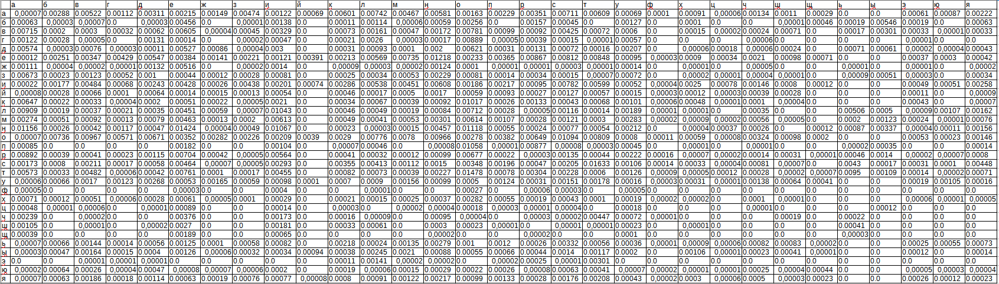 а б в г д е ж з и й к л м н о п р с т у ф х ц ч ш щ ь ы э ю я
а 0,00007 0.00288 0.00522 0.00112 0.00311 0.00215 0.00149 0.00474 0.00122 0.00069 0.00601 0.00742 0.00467 0.00581 0.00163 0.00229 0.00351 0.00711 0.00609 0.00069 0.0001 0.00091 0,00006 0.00134 0.0011 0.00029 0.0 0.0 0.00061 0.00087 0.00222
б 0.00063 0,00003 0,00007 0.0 0,00003 0.00456 0.0 0,00001 0.00138 0.0 0.00011 0.00114 0,00006 0.00059 0.00256 0.0 0.00157 0.00045 0.0 0.00127 0.0 0.0001 0.0 0.0 0,00001 0.00046 0.00019 0.00546 0.00019 0.0 0.00063
в 0.00715 0.0002 0.0003 0.00032 0.00062 0.00605 0,00004 0.00045 0.00329 0.0 0.00073 0.00161 0.00047 0.00172 0.00781 0.00099 0.00092 0.00425 0.00072 0.0006 0.0 0.00015 0,00002 0.00024 0.00071 0.0 0.00017 0.00301 0.00033 0,00001 0.00033
г 0.00122 0.00028 0,00005 0.0 0.00131 0.00014 0.0 0,00002 0.00047 0.0 0.00021 0.0026 0,00003 0.00017 0.00889 0,00005 0.00039 0.00015 0,00001 0.00057 0.0 0.0 0.0 0,00006 0.0 0.0 0.0 0.0 0,00001 0.0 0.0
д 0.00574 0,00003 0.00076 0,00003 0.00011 0.00527 0.00086 0,00004 0.003 0.0 0.00031 0.00093 0.0001 0.002 0.00621 0.00031 0.00131 0.00072 0.00016 0.00207 0.0 0,00006 0.00018 0,00006 0.00024 0.0 0.00071 0.00061 0,00002 0,00004 0.00043
е 0.00012 0.00251 0.00347 0.00429 0.00547 0.00384 0.00141 0.00221 0.00121 0.00391 0.00213 0.00569 0.00735 0.01218 0.00233 0.00365 0.00867 0.00812 0.00848 0.00095 0,00003 0.0009 0.00034 0.0021 0.00098 0.00071 0.0 0.0 0.00037 0.0003 0.00042
ж 0.00111 0,00004 0,00002 0,00001 0.00132 0.00516 0.0 0,00002 0.0014 0.0 0,00009 0,00003 0,00002 0.00124 0.0001 0,00001 0,00001 0,00003 0,00001 0.00014 0.0 0,00001 0.0 0,00005 0.0 0.0 0,00001 0.0 0,00001 0.0 0,00002
з 0.00673 0.00023 0.00123 0.00052 0.001 0.00044 0.00012 0.00028 0.00081 0.0 0.00025 0.00034 0.00053 0.00229 0.00081 0.00014 0.00034 0.00015 0,00007 0.00072 0.0 0,00002 0,00001 0,00004 0,00001 0.0 0,00009 0.00051 0,00003 0.0 0.00034
и 0.00022 0.00177 0.00484 0.00068 0.00243 0.00428 0.00026 0.00438 0.00201 0.00074 0.00286 0.00538 0.00451 0.00608 0.00186 0.00217 0.00095 0.00782 0.00599 0.00052 0,00004 0.0025 0.00078 0.00146 0.0008 0.00012 0.0 0.0 0.00049 0.00051 0.00258
й 0,00008 0.00028 0.00066 0.0001 0.00064 0.00014 0.00015 0.00013 0.00054 0.0 0.00046 0.00017 0.0005 0.0017 0.00059 0.00093 0.00027 0.00127 0.00057 0.00015 0,00003 0.00012 0,00003 0.00039 0.00028 0.0 0.0 0.0 0.00011 0.0 0,00009
к 0.00647 0.00022 0.00033 0,00004 0.0002 0.00051 0.00022 0,00005 0.0021 0.0 0.00034 0.00067 0.00039 0.00092 0.01017 0.00026 0.00133 0.00043 0.00068 0.00101 0,00006 0.00048 0,00001 0.0001 0,00004 0.0 0.0 0.0 0.00043 0.0 0,00007
л 0.00909 0.00019 0.00037 0.00021 0.00035 0.00451 0.00059 0,00007 0.01043 0.0 0.00046 0.00049 0.00019 0.00084 0.00712 0.00028 0,00005 0.00116 0.00014 0.00189 0,00001 0,00001 0.0 0.00035 0.0 0.0 0.00506 0.0005 0,00009 0.00107 0.00162
м 0.00274 0.00051 0.00092 0.00013 0.00079 0.00463 0.00013 0.0002 0.00613 0.0 0.00049 0.00041 0.00053 0.00301 0.00614 0.00107 0.00028 0.00121 0.0003 0.00283 0,00002 0,00009 0,00002 0.00056 0,00005 0.0 0.0002 0.00123 0.00024 0,00001 0.00076
н 0.01156 0.00026 0.00042 0.00117 0.00047 0.01424 0,00004 0.00049 0.01067 0.0 0.00023 0,00003 0.00015 0.00457 0.01118 0.00055 0.00024 0.00077 0.00054 0.00212 0.0 0,00004 0.00037 0.00026 0.0 0.00012 0.00087 0.00337 0,00004 0.00011 0.00156
о 0,00007 0.00736 0.00967 0.00571 0.00671 0.00352 0.00282 0.00226 0.00209 0.0039 0.0029 0.00776 0.0078 0.00966 0.00278 0.00382 0.00649 0.01094 0.00809 0.0008 0.00011 0.00059 0,00008 0.00324 0.00098 0.0002 0.0 0.0 0.00053 0.00023 0.00146
п 0.00085 0.0 0.0 0.0 0.0 0.00182 0.0 0.0 0.00104 0.0 0,00007 0.00046 0.0 0,00008 0.01058 0,00001 0.00877 0,00008 0,00003 0.00045 0.0 0,00001 0.0 0,00001 0.0 0.0 0,00002 0.00035 0.0 0.0 0.00014
р 0.00892 0.00039 0.00041 0.00023 0.00115 0.00704 0.00042 0,00005 0.00564 0.0 0.00041 0.00032 0.00012 0.00099 0.00677 0.00022 0,00003 0.00135 0.00044 0.00222 0.00016 0,00007 0,00002 0.00014 0.00031 0,00001 0.00046 0.0014 0,00002 0,00007 0.0008
с 0.00173 0.0008 0.00211 0.00017 0.00058 0.00464 0,00007 0,00005 0.00293 0.0 0.00355 0.00413 0.00112 0.0015 0.00348 0.00196 0.00047 0.00205 0.01633 0.00106 0.00014 0.00033 0,00004 0.00081 0,00007 0.0 0.0043 0.00017 0.00031 0.0001 0.00448
т 0.00573 0.00033 0.00482 0,00006 0.00042 0.00761 0.0001 0.00017 0.00455 0.0 0.00082 0.00073 0.00039 0.00227 0.01478 0.00078 0.00304 0.00228 0.0006 0.00126 0,00009 0,00005 0.00012 0.00028 0,00002 0,00007 0.0095 0.00109 0.00014 0,00002 0.00071
у 0,00006 0.00066 0.0017 0.00123 0.00268 0.00053 0.00165 0.00059 0.00098 0.0001 0.0007 0.0009 0.00156 0.00099 0.0005 0.00124 0.00031 0.00151 0.00178 0.00016 0,00003 0.00031 0,00001 0.00138 0.00064 0.00041 0.0 0.0 0.00019 0.00105 0.00016
ф 0,00005 0.0 0.0 0.0 0.0 0,00003 0.0 0.0 0.0004 0.0 0.0 0,00001 0.0 0.0 0.00027 0.0 0,00006 0,00003 0.0 0,00005 0.0 0.0 0.0 0.0 0.0 0.0 0.0 0.0 0.0 0.0 0.0
х 0.00071 0.00012 0.00051 0,00006 0.00028 0.00061 0,00005 0.0001 0.00029 0.0 0.00021 0.00015 0.00025 0.00037 0.00282 0.00055 0.00019 0.00043 0.0001 0.00019 0,00002 0,00002 0.0 0.0001 0,00001 0.0 0.0 0.0 0,00006 0,00001 0,00005
ц 0.00048 0,00001 0,00006 0.0 0,00001 0.00089 0.0 0.0 0.00014 0.0 0,00003 0.0 0,00002 0,00004 0.00018 0,00003 0,00001 0,00004 0.0 0.00018 0.0 0.0 0.0 0,00001 0.0 0.0 0.0 0.00012 0.0 0.0 0.0
ч 0.00239 0.0 0,00002 0.0 0.0 0.00376 0.0 0.0 0.00173 0.0 0.00016 0,00009 0.0 0.00095 0,00004 0.0 0,00003 0,00002 0.00447 0.00072 0,00001 0.0 0.0 0.0 0.00019 0.0 0.00022 0.0 0.0 0.0 0.0
ш 0.00105 0.0 0,00001 0.0 0,00002 0.0027 0.0 0.0 0.00181 0.0 0.00033 0.00061 0.0 0.0003 0.00023 0,00001 0.0 0,00001 0,00001 0.00023 0.0 0,00001 0.0 0.0 0.0 0.0 0.00041 0.0 0.0 0.0 0.0
щ 0.00039 0.0 0.0 0.0 0.0 0.00189 0.0 0.0 0.00065 0.0 0.0 0.0 0.0 0,00002 0.0 0.0 0,00002 0.0 0.0 0.0001 0.0 0.0 0.0 0.0 0.0 0.0 0,00003 0.0 0.0 0.0 0.0
ь 0,00007 0.00066 0.00144 0.00014 0.00056 0.00125 0.0001 0.00058 0.00082 0.0 0.00218 0.00024 0.00135 0.00279 0.001 0.0012 0.00026 0.00332 0.00056 0.00036 0,00001 0,00009 0,00006 0.00082 0.00083 0,00002 0.0 0.0 0.00025 0.00055 0.00073
ы 0,00003 0.00047 0.00164 0.00015 0.0004 0.00126 0,00006 0.00032 0.00034 0.00094 0.00038 0.00245 0.0021 0.00088 0.00055 0.00066 0.00044 0.0014 0.00117 0.0002 0.0 0.00106 0,00001 0.00023 0.00041 0,00001 0.0 0.0 0.00012 0.0 0.00014
э 0.0 0.0 0,00001 0,00001 0,00001 0.0 0.0 0.0 0.0 0.0 0.00011 0.00141 0,00002 0,00002 0.0 0,00002 0.00025 0,00001 0.00301 0.0 0.0 0.0 0.0 0.0 0.0 0.0 0.0 0.0 0.0 0.0 0.0
ю 0,00002 0.00064 0.00026 0,00004 0.00047 0,00008 0,00007 0,00006 0.0002 0.0 0.00019 0,00006 0.00015 0.00029 0.00022 0.00026 0,00008 0.00063 0.00041 0,00007 0,00002 0,00001 0,00001 0.00025 0,00004 0.00044 0.0 0.0 0,00005 0,00003 0,00004
я 0,00007 0.00063 0.00186 0.00018 0.00114 0.00063 0.00019 0.00076 0.00077 0,00008 0.0008 0.00091 0.00122 0.00217 0.00099 0.00133 0.00028 0.00176 0.00208 0.00043 0,00002 0.0003 0,00006 0.0005 0,00003 0.00023 0.0 0.0 0.00026 0.00012 0.00023